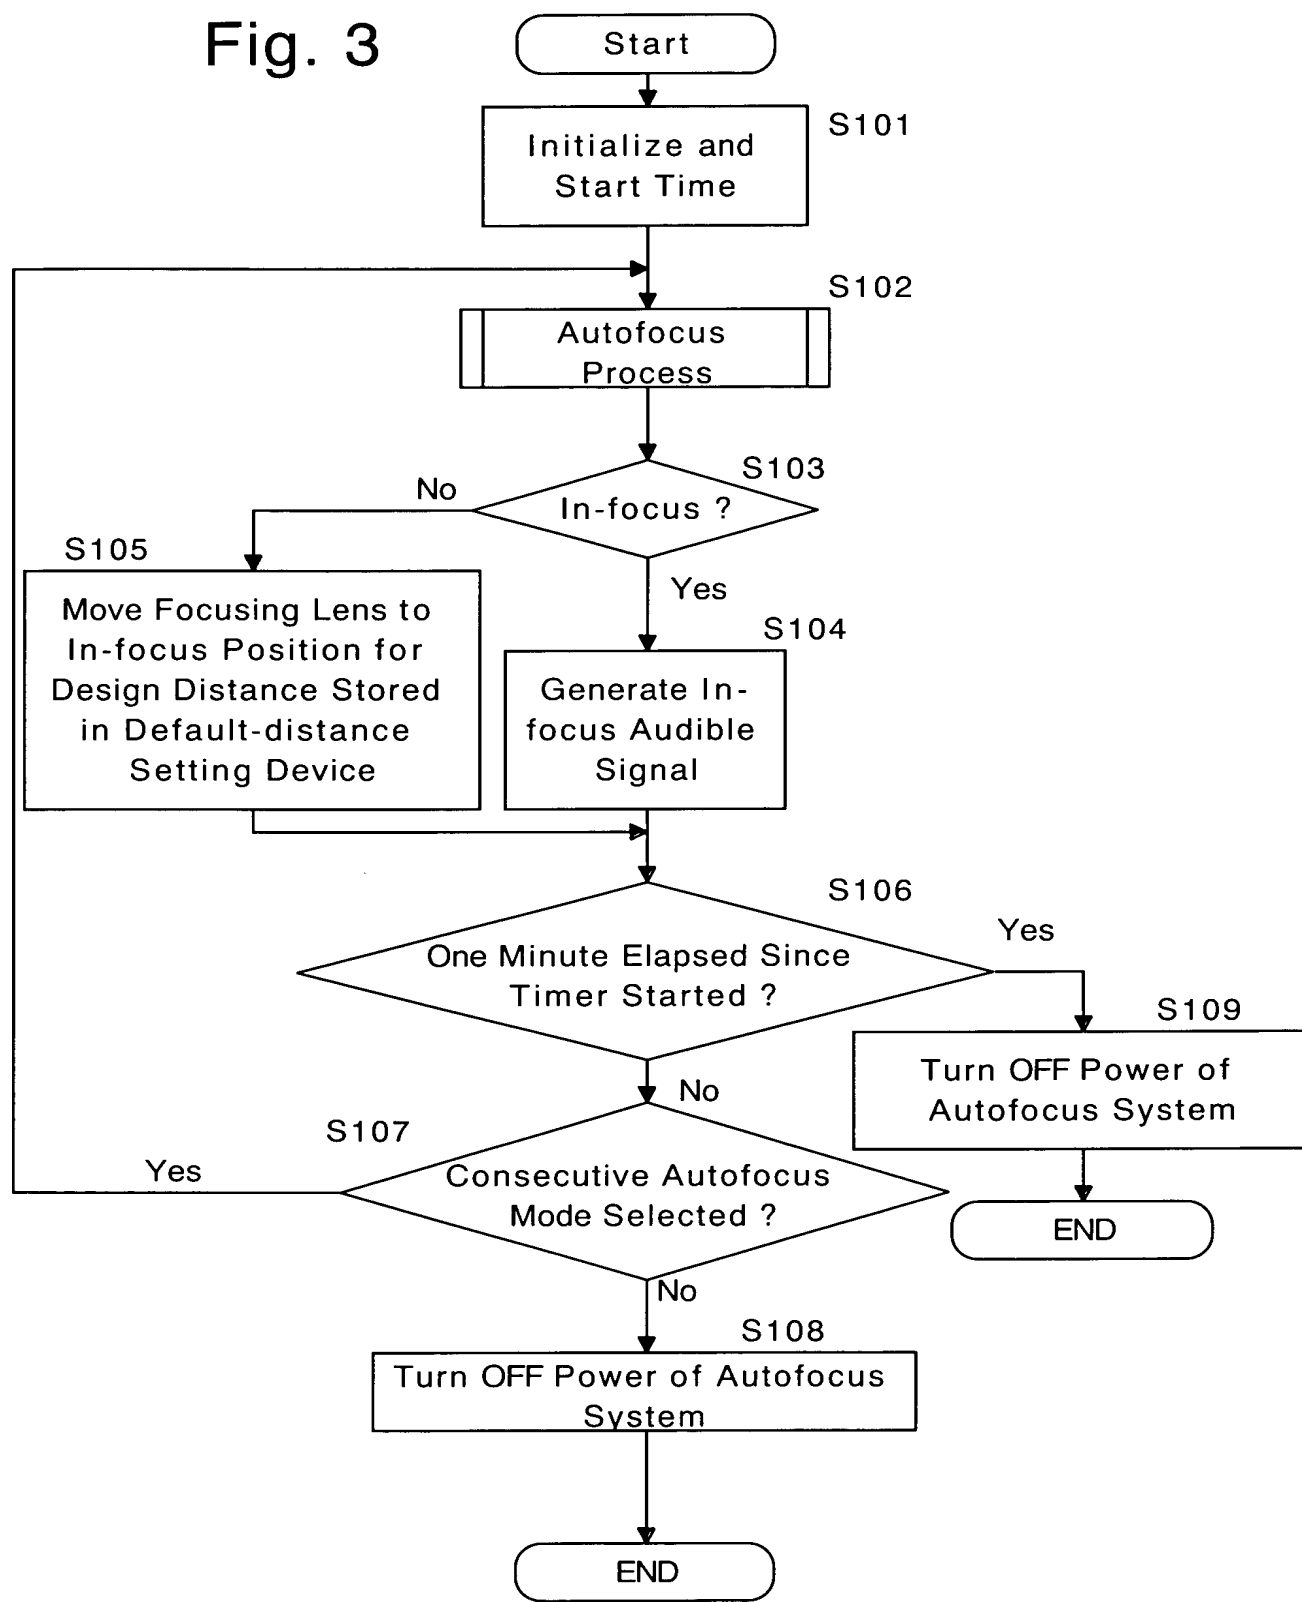 Fig. 3
Start
S101
Initialize and
Start Time
S102
Autofocus
Process
S103
In-focus ?
No
Yes
S105
Move Focusing Lens to
In-focus Position for
Design Distance Stored
in Default-distance
Setting Device
S104
Generate In-
focus Audible
Signal
S106
One Minute Elapsed Since
Timer Started ?
Yes
No
S109
Turn OFF Power of
Autofocus System
END
S107
Consecutive Autofocus
Mode Selected ?
Yes
No
S108
Turn OFF Power of Autofocus
System
END